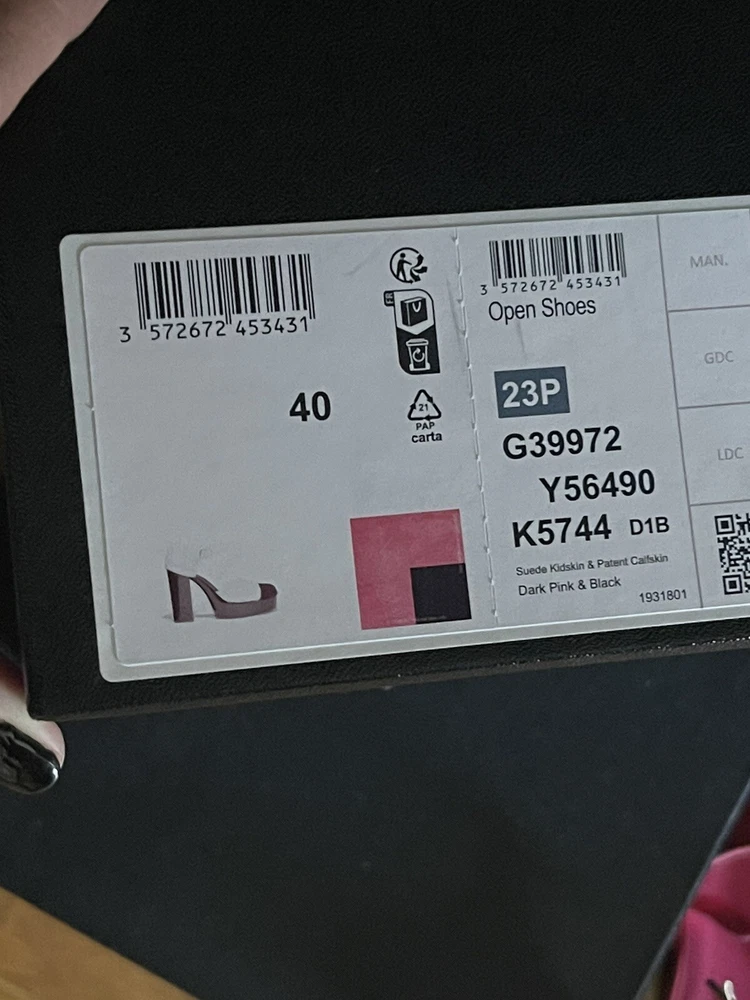 3 572672 453431
40
FR
21
PAP
carta
3 572672 453431
Open Shoes
23P
G39972
Y56490
K5744 D1B
Suede Kidskin & Patent Calfskin
Dark Pink & Black
1931801
MAN.
GDC
LDC